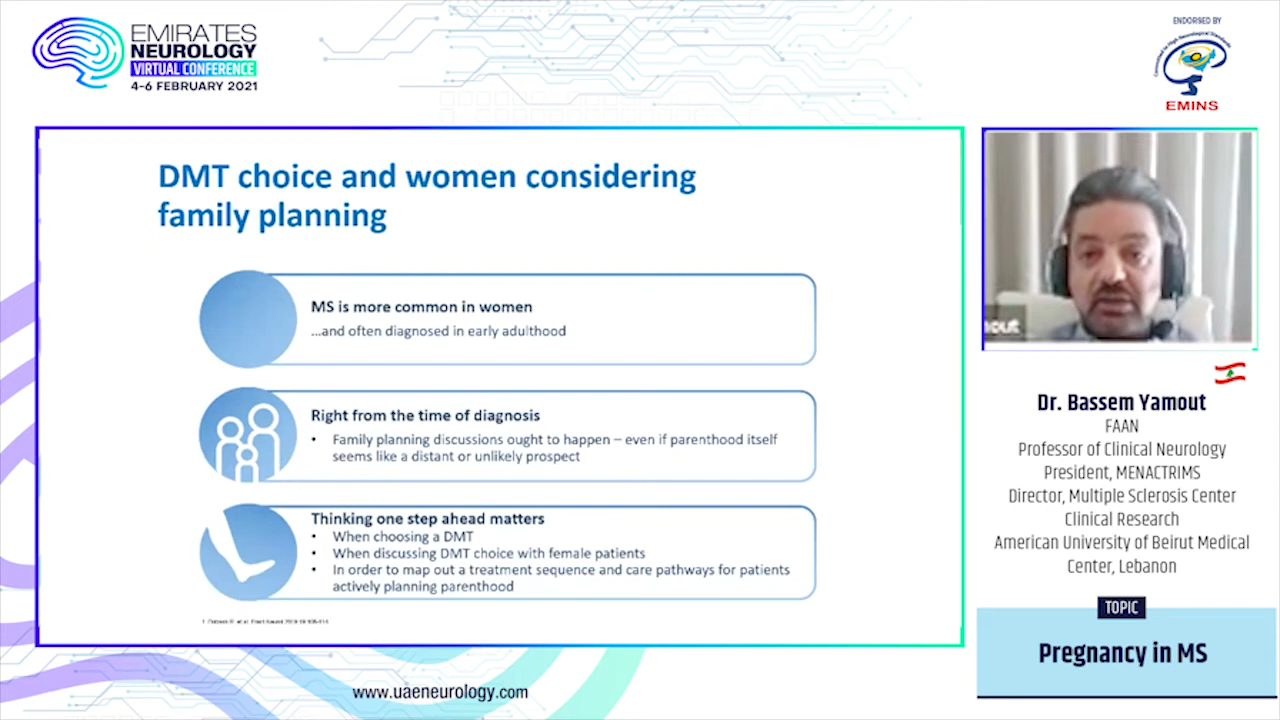 EMIRATES
NEUROLOGY
VIRTUAL CONFERENCE
4-6 FEBRUARY 2021
ENDORSED BY
Committed to High Neurological Standards
EMINS
DMT choice and women considering
family planning
MS is more common in women
...and often diagnosed in early adulthood
Right from the time of diagnosis
• Family planning discussions ought to happen – even if parenthood itself
seems like a distant or unlikely prospect
Thinking one step ahead matters
• When choosing a DMT
• When discussing DMT choice with female patients
• In order to map out a treatment sequence and care pathways for patients
actively planning parenthood
Dr. Bassem Yamout
FAAN
Professor of Clinical Neurology
President, MENACTRIMS
Director, Multiple Sclerosis Center
Clinical Research
American University of Beirut Medical
Center, Lebanon
TOPIC
Pregnancy in MS
www.uaeneurology.com